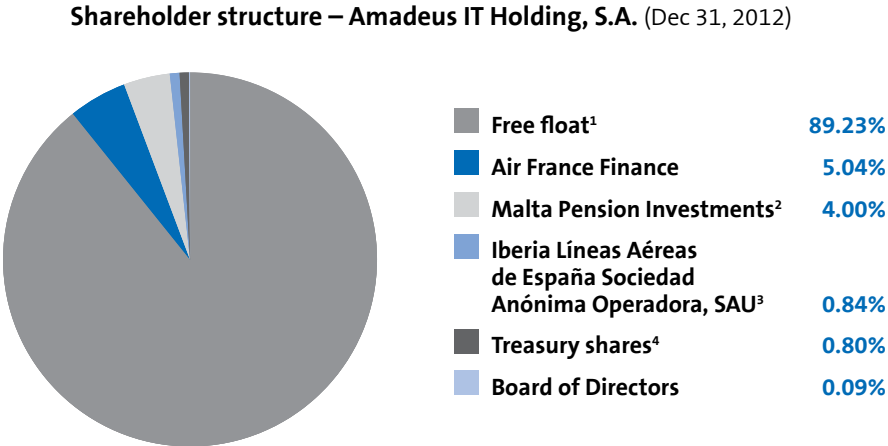 Shareholder structure – Amadeus IT Holding, S.A. (Dec 31, 2012)
Free float¹ 89.23%
Air France Finance 5.04%
Malta Pension Investments² 4.00%
Iberia Líneas Aéreas
de España Sociedad
Anónima Operadora, SAU³ 0.84%
Treasury shares⁴ 0.80%
Board of Directors 0.09%